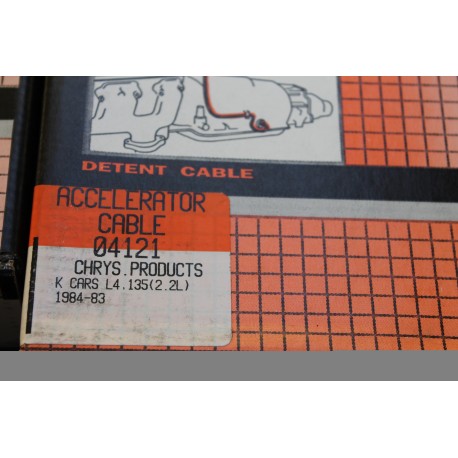 DETENT CABLE
ACCELERATOR
CABLE
04121
CHRYS.PRODUCTS
K CARS L4.135(2.2L)
1984-83